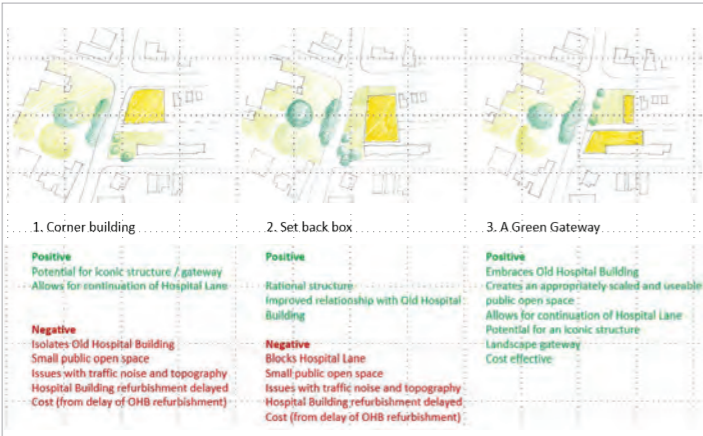 1. Corner building
Positive
Potential for iconic structure / gateway
Allows for continuation of Hospital Lane
Negative
Isolates Old Hospital Building
Small public open space
Issues with traffic noise and topography
Hospital Building refurbishment delayed
Cost (from delay of OHB refurbishment)
2. Set back box
Positive
Rational structure
Improved relationship with Old Hospital
Building
Negative
Blocks Hospital Lane
Small public open space
Issues with traffic noise and topography
Hospital Building refurbishment delayed
Cost (from delay of OHB refurbishment)
3. A Green Gateway
Positive
Embraces Old Hospital Building
Creates an appropriately scaled and useable
public open space
Allows for continuation of Hospital Lane
Potential for an iconic structure
Landscape gateway
Cost effective